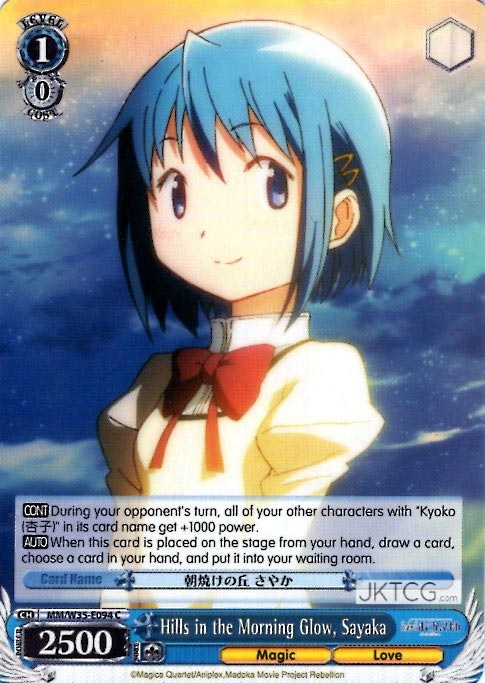 LEVEL
1
0
COST
CONT During your opponent's turn, all of your other characters with "Kyoko
(杏子)" in its card name get +1000 power.
AUTO When this card is placed on the stage from your hand, draw a card,
choose a card in your hand, and put it into your waiting room.
Card Name
朝焼けの丘 さやか
JKTCG.com
CH
MM/W35-E094 C
Hills in the Morning Glow, Sayaka
POWER
2500
Magic
Love
©Magica Quartet/Aniplex,Madoka Movie Project Rebellion